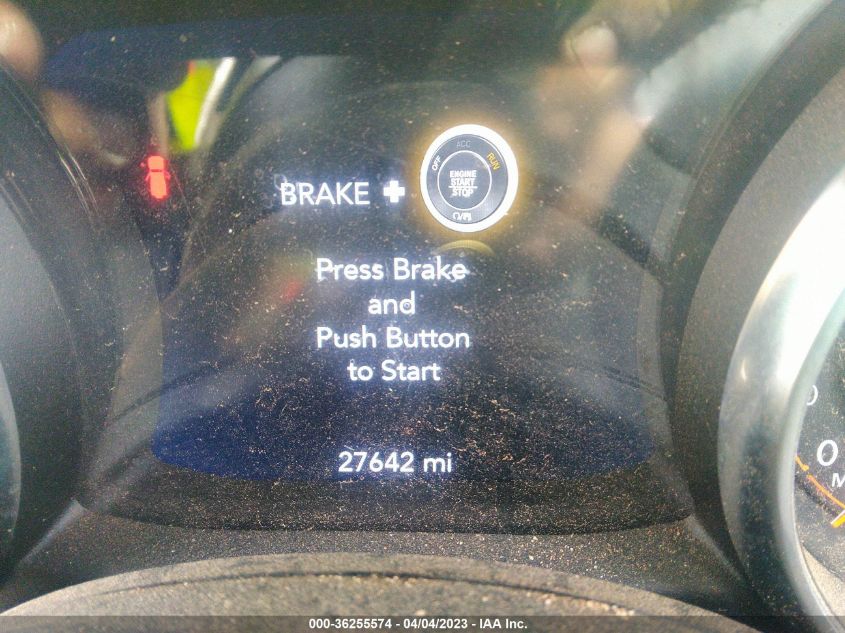 ACC
OFF
RUN
ENGINE
START
STOP
BRAKE +
Press Brake
and
Push Button
to Start
27642 mi
0
000-36255574 - 04/04/2023 - IAA Inc.